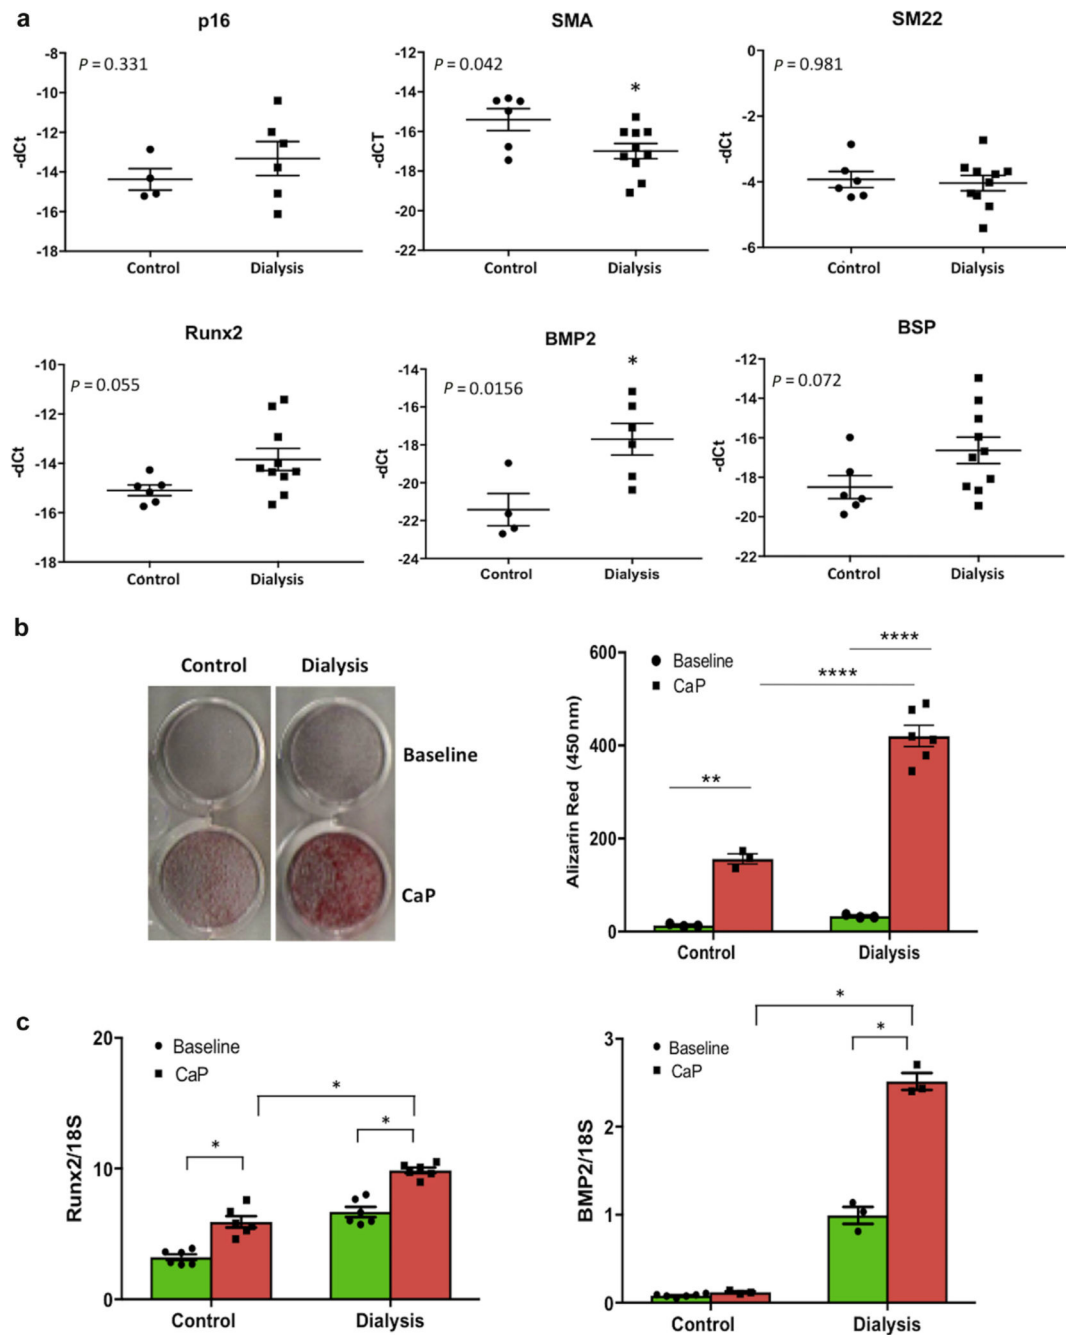 a
p16
-dCt
-8
-10
-12
-14
-16
-18
P = 0.331
Control
Dialysis
SMA
-dCT
-12
-14
-16
-18
-20
-22
P = 0.042
*
Control
Dialysis
SM22
-dCt
0
-2
-4
-6
P = 0.981
Control
Dialysis
Runx2
-dCt
-10
-12
-14
-16
-18
P = 0.055
Control
Dialysis
BMP2
-dCt
-14
-16
-18
-20
-22
-24
P = 0.0156
*
Control
Dialysis
BSP
-dCt
-12
-14
-16
-18
-20
-22
P = 0.072
Control
Dialysis
b
Control
Dialysis
Baseline
CaP
Alizarin Red (450 nm)
600
400
200
0
Baseline
CaP
**
****
****
Control
Dialysis
c
Runx2/18S
20
10
0
Baseline
CaP
*
*
*
Control
Dialysis
BMP2/18S
3
2
1
0
Baseline
CaP
*
*
Control
Dialysis